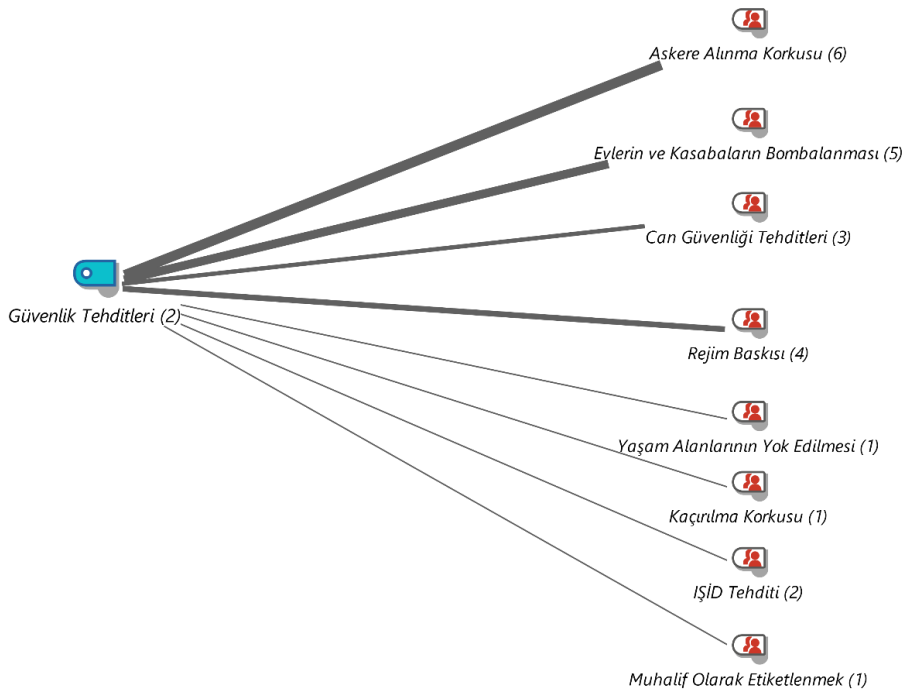 Askere Alınma Korkusu (6)
Evlerin ve Kasabaların Bombalanması (5)
Can Güvenliği Tehditleri (3)
Güvenlik Tehditleri (2)
Rejim Baskısı (4)
Yaşam Alanlarının Yok Edilmesi (1)
Kaçırılma Korkusu (1)
IŞİD Tehditi (2)
Muhalif Olarak Etiketlenmek (1)